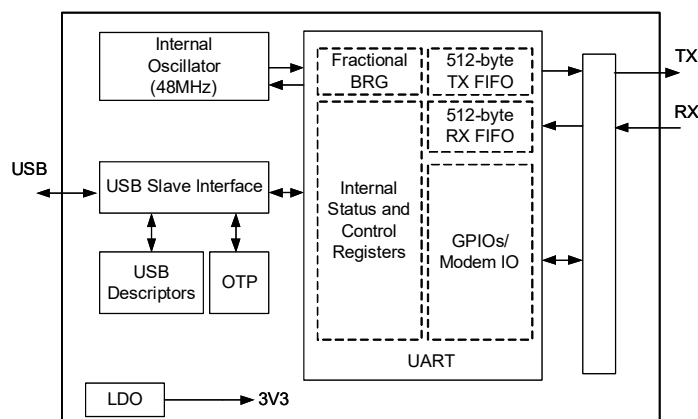 Internal
Oscillator
(48MHz)
Fractional
BRG
512-byte
TX FIFO
TX
512-byte
RX FIFO
RX
USB
USB Slave Interface
Internal
Status and
Control
Registers
GPIOs/
Modem IO
USB
Descriptors
OTP
UART
LDO
3V3